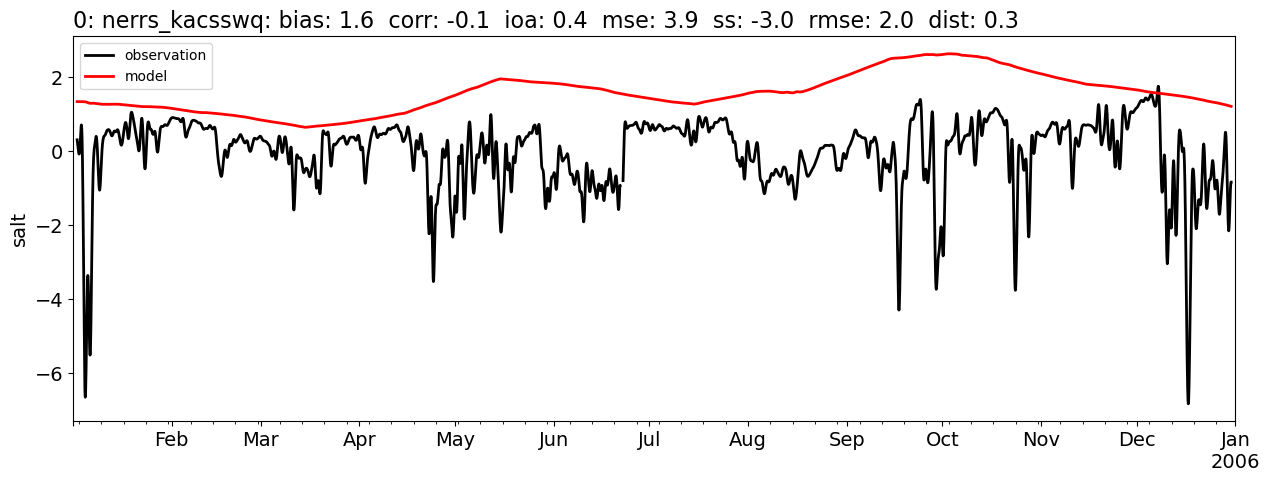 0: nerrs_kacsswq: bias: 1.6  corr: -0.1  ioa: 0.4  mse: 3.9  ss: -3.0  rmse: 2.0  dist: 0.3
observation
model
salt
2
0
−2
−4
−6
Feb Mar Apr May Jun Jul Aug Sep Oct Nov Dec Jan
2006